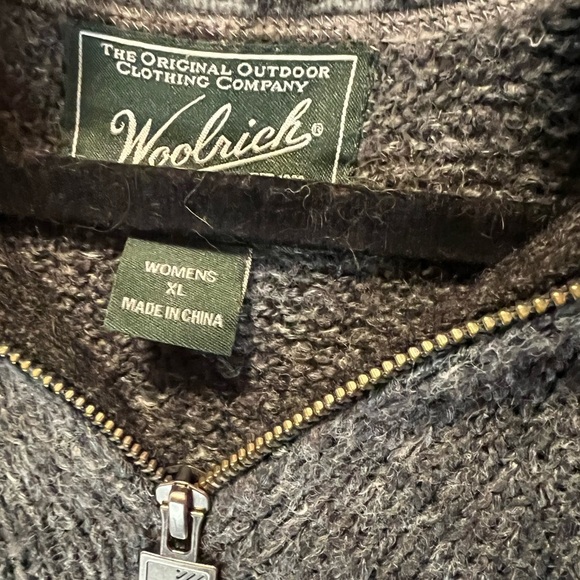 THE ORIGINAL OUTDOOR
CLOTHING COMPANY
Woolrich®
WOMENS
XL
MADE IN CHINA